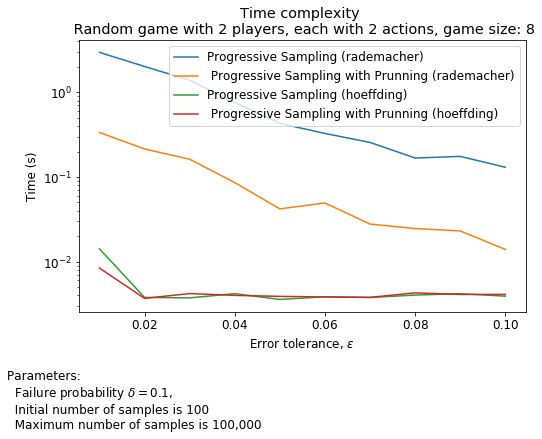 Time complexity
Random game with 2 players, each with 2 actions, game size: 8
Progressive Sampling (rademacher)
Progressive Sampling with Prunning (rademacher)
Progressive Sampling (hoeffding)
Progressive Sampling with Prunning (hoeffding)
Time (s)
10⁰
10⁻¹
10⁻²
0.02 0.04 0.06 0.08 0.10
Error tolerance, ε
Parameters:
Failure probability δ = 0.1,
Initial number of samples is 100
Maximum number of samples is 100,000